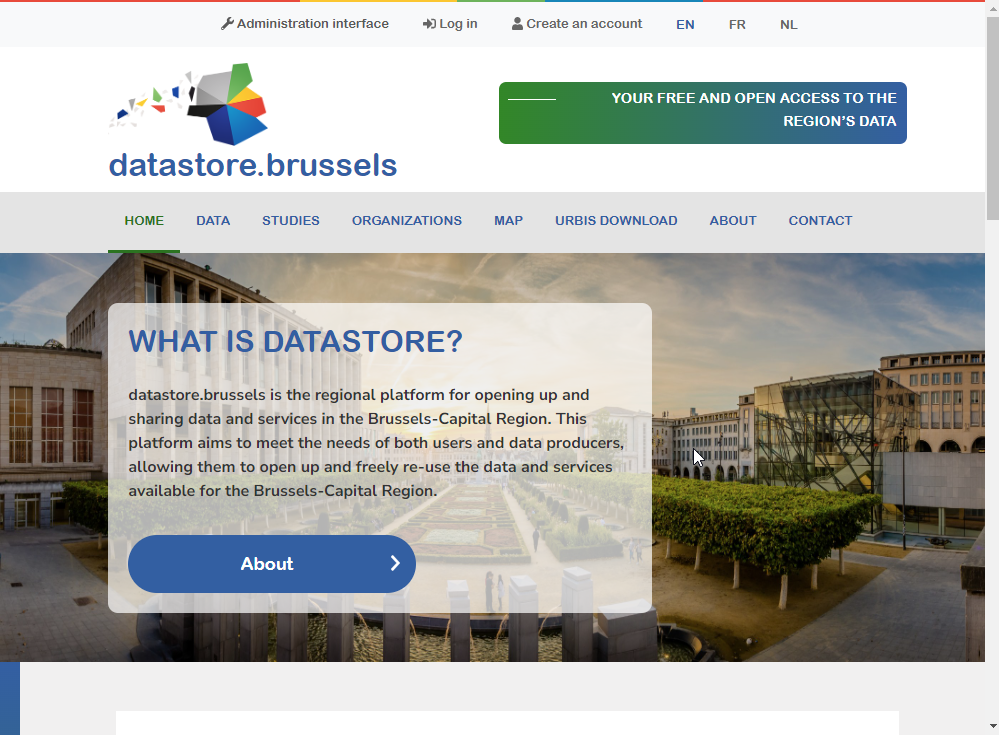 Administration interface Log in Create an account EN FR NL
datastore.brussels
YOUR FREE AND OPEN ACCESS TO THE
REGION’S DATA
HOME DATA STUDIES ORGANIZATIONS MAP URBIS DOWNLOAD ABOUT CONTACT
WHAT IS DATASTORE?
datastore.brussels is the regional platform for opening up and
sharing data and services in the Brussels-Capital Region. This
platform aims to meet the needs of both users and data producers,
allowing them to open up and freely re-use the data and services
available for the Brussels-Capital Region.
About